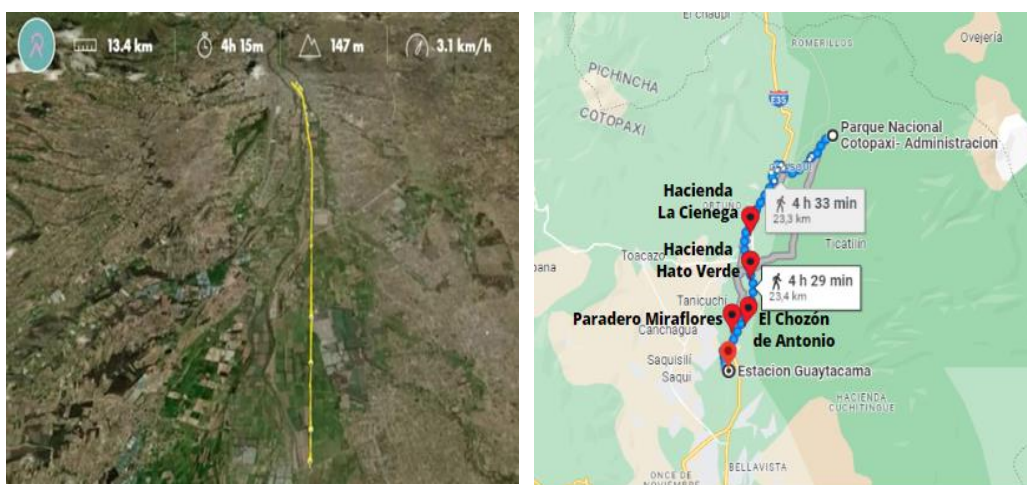 13.4 km
4h 15m
147 m
3.1 km/h
El Chaupi
ROMERILLOS
Ovejería
PICHINCHA
COTOPAXI
E35
Parque Nacional
Cotopaxi- Administracion
Hacienda
La Cienega
4 h 33 min
23,3 km
Hacienda
Hato Verde
Toacazo
Ticatilín
4 h 29 min
23,4 km
Tanicuchi
Paradero Miraflores
El Chozón
de Antonio
Canchagua
Saquisilí
Saqui
Estacion Guaytacama
HACIENDA
CUCHITINGUE
BELLAVISTA
ONCE DE
NOVIEMBRE